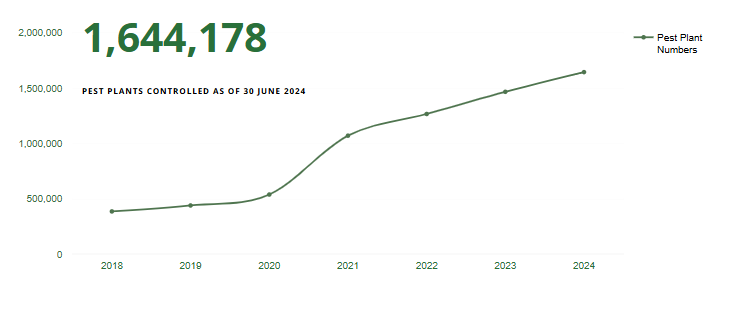 1,644,178
PEST PLANTS CONTROLLED AS OF 30 JUNE 2024
2,000,000
1,500,000
1,000,000
500,000
0
2018 2019 2020 2021 2022 2023 2024
Pest Plant
Numbers